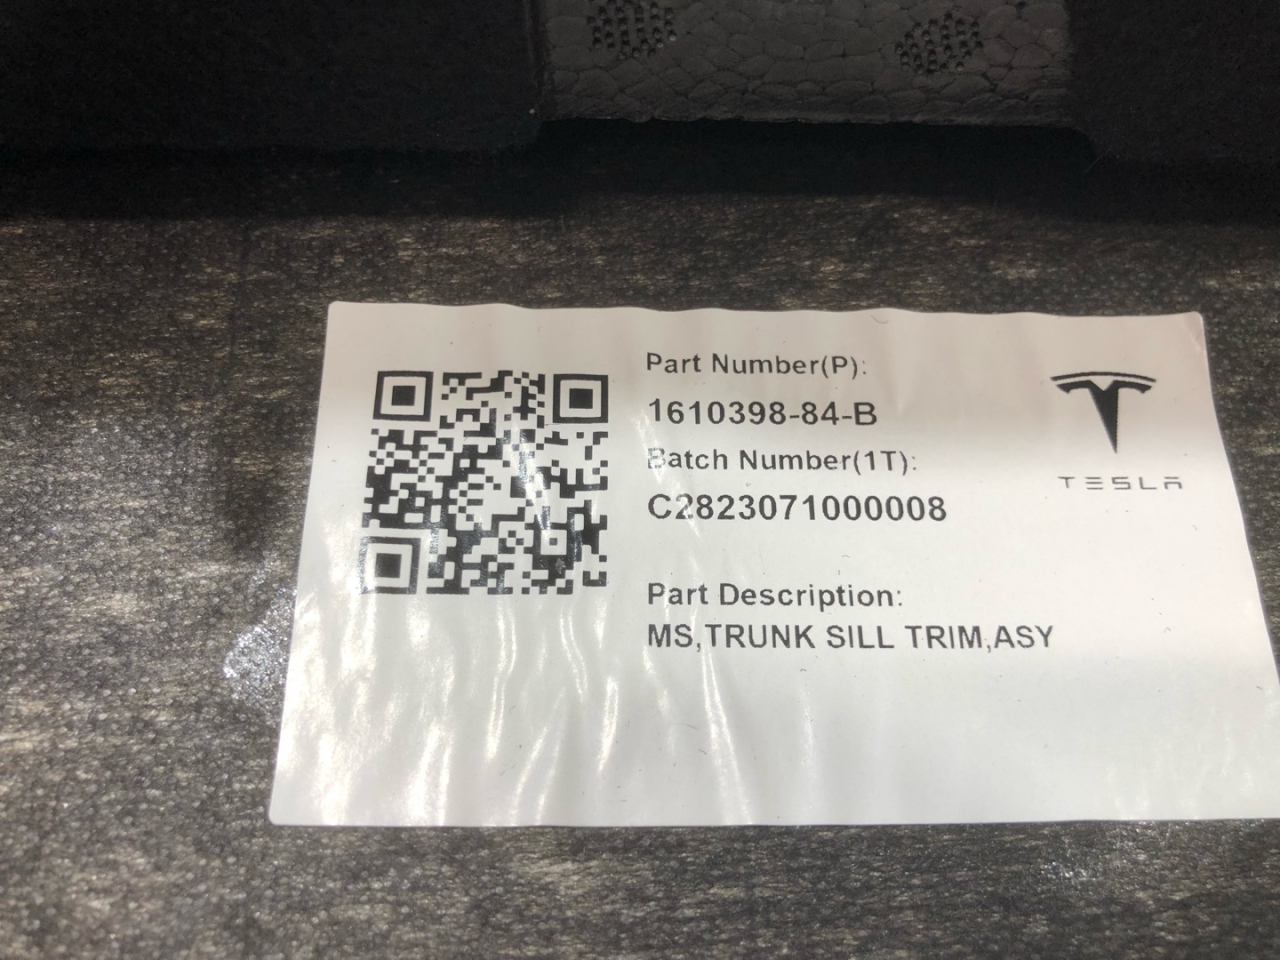 Part Number(P):
1610398-84-B
Batch Number(1T):
C2823071000008
Part Description:
MS,TRUNK SILL TRIM,ASY
TESLA